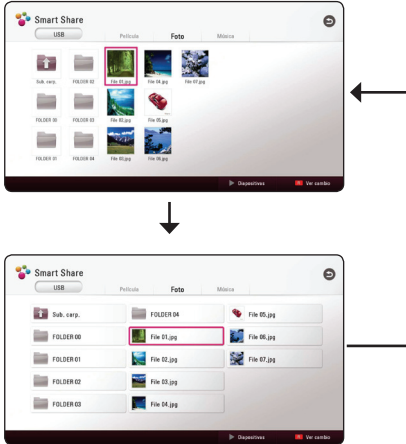 Smart Share
USB
Película Foto Música
Sub. carp. FOLDER 02 File 01.jpg File 04.jpg File 07.jpg
FOLDER 00 FOLDER 03 File 02.jpg File 05.jpg
FOLDER 01 FOLDER 04 File 03.jpg File 06.jpg
Dispositivos Ver cambio
Smart Share
USB
Película Foto Música
Sub. carp. FOLDER 04 File 05.jpg
FOLDER 00 File 01.jpg File 06.jpg
FOLDER 01 File 02.jpg File 07.jpg
FOLDER 02 File 03.jpg
FOLDER 03 File 04.jpg
Dispositivos Ver cambio